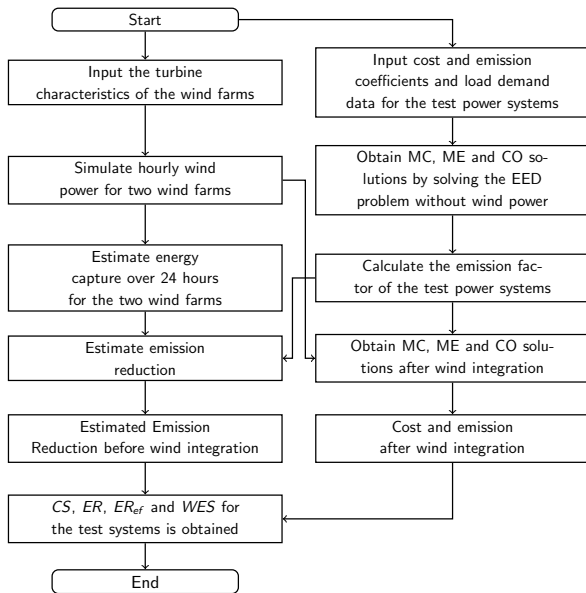 Start
Input the turbine
characteristics of the wind farms
Simulate hourly wind
power for two wind farms
Estimate energy
capture over 24 hours
for the two wind farms
Estimate emission
reduction
Estimated Emission
Reduction before wind integration
Input cost and emission
coefficients and load demand
data for the test power systems
Obtain MC, ME and CO so-
lutions by solving the EED
problem without wind power
Calculate the emission fac-
tor of the test power systems
Obtain MC, ME and CO solu-
tions after wind integration
Cost and emission
after wind integration
CS, ER, ERef and WES for
the test systems is obtained
End